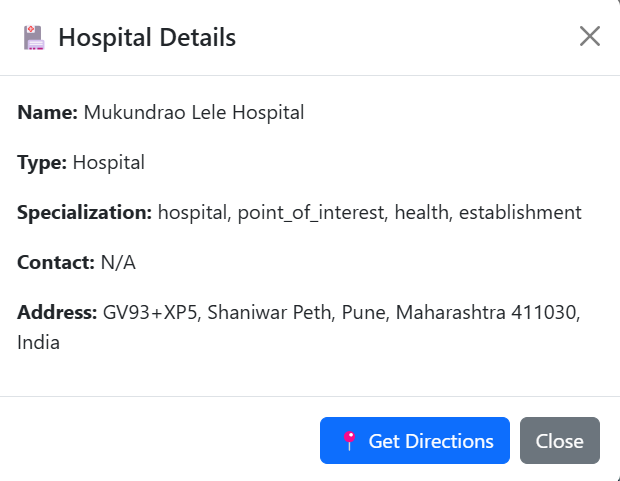 Hospital Details
Name: Mukundrao Lele Hospital
Type: Hospital
Specialization: hospital, point_of_interest, health, establishment
Contact: N/A
Address: GV93+XP5, Shaniwar Peth, Pune, Maharashtra 411030,
India
Get Directions
Close